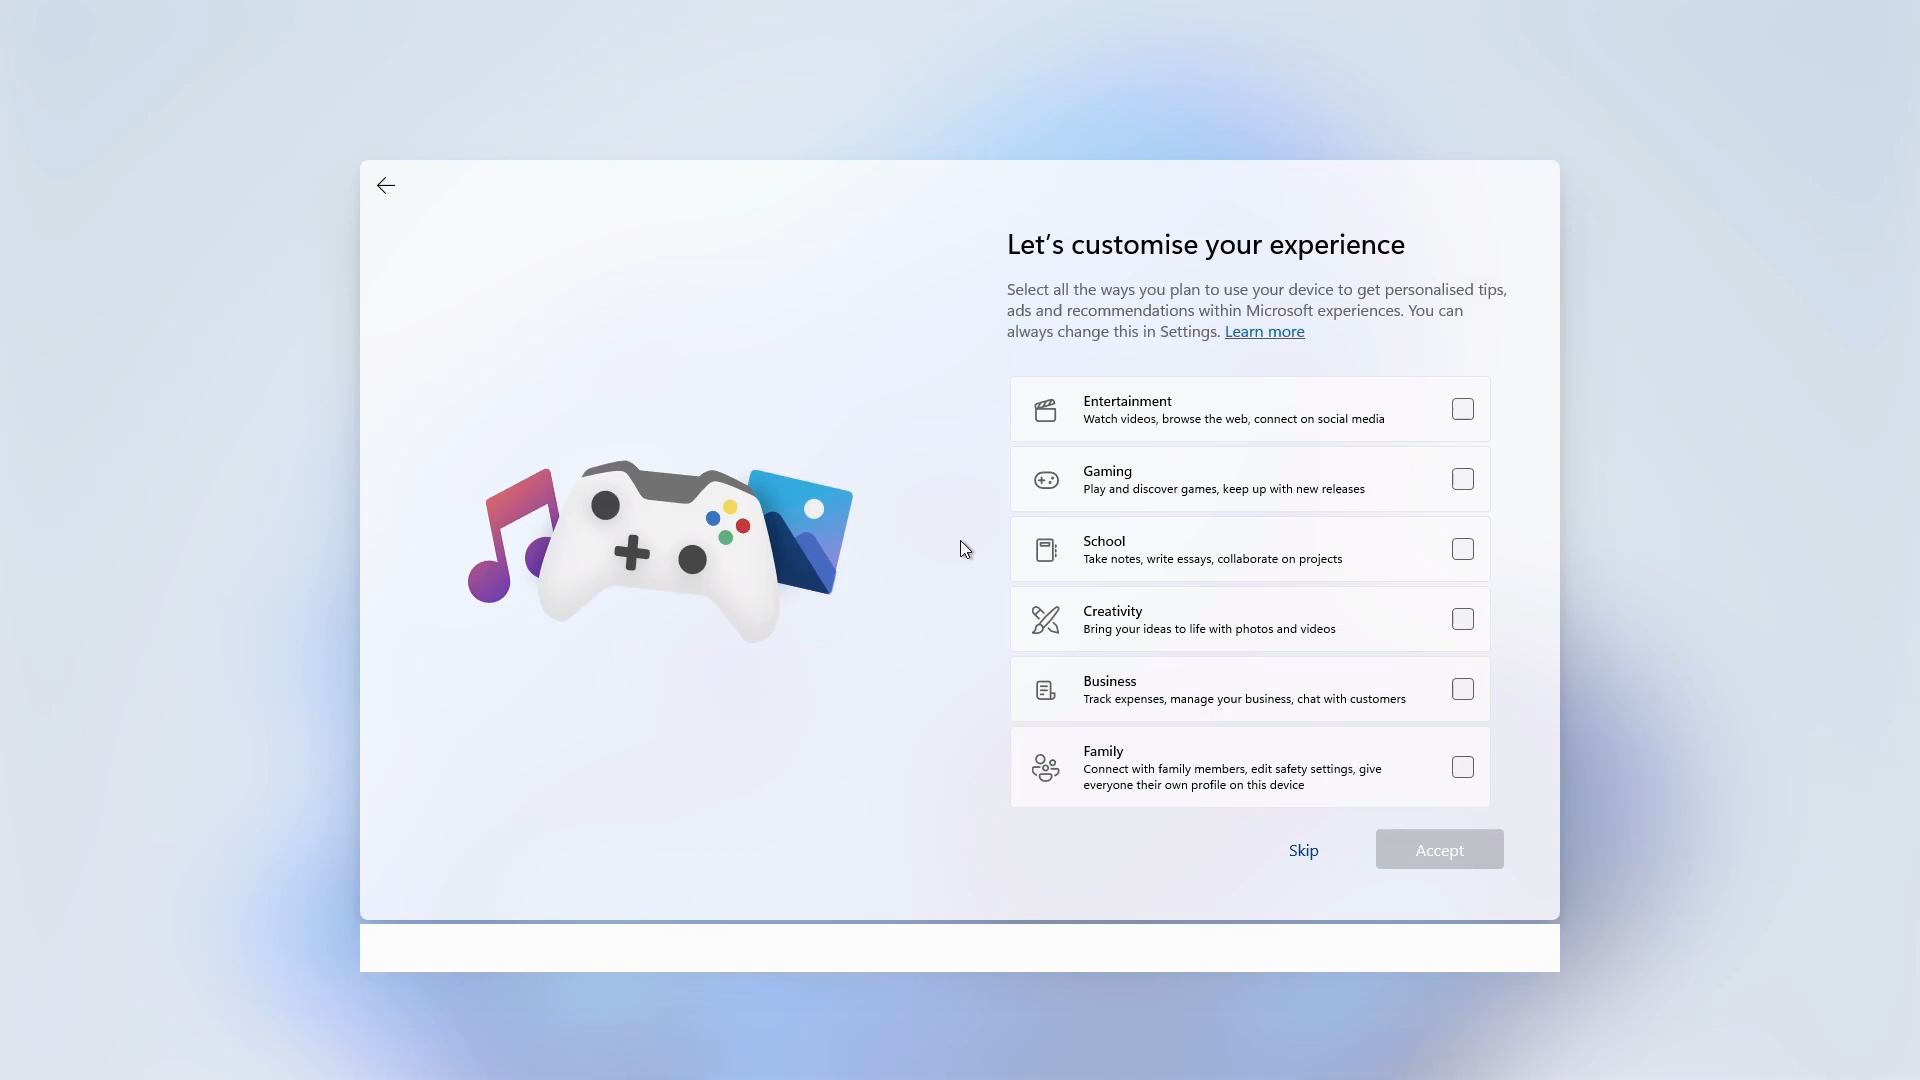 Let’s customise your experience
Select all the ways you plan to use your device to get personalised tips,
ads and recommendations within Microsoft experiences. You can
always change this in Settings. Learn more
Entertainment
Watch videos, browse the web, connect on social media
Gaming
Play and discover games, keep up with new releases
School
Take notes, write essays, collaborate on projects
Creativity
Bring your ideas to life with photos and videos
Business
Track expenses, manage your business, chat with customers
Family
Connect with family members, edit safety settings, give
everyone their own profile on this device
Skip
Accept